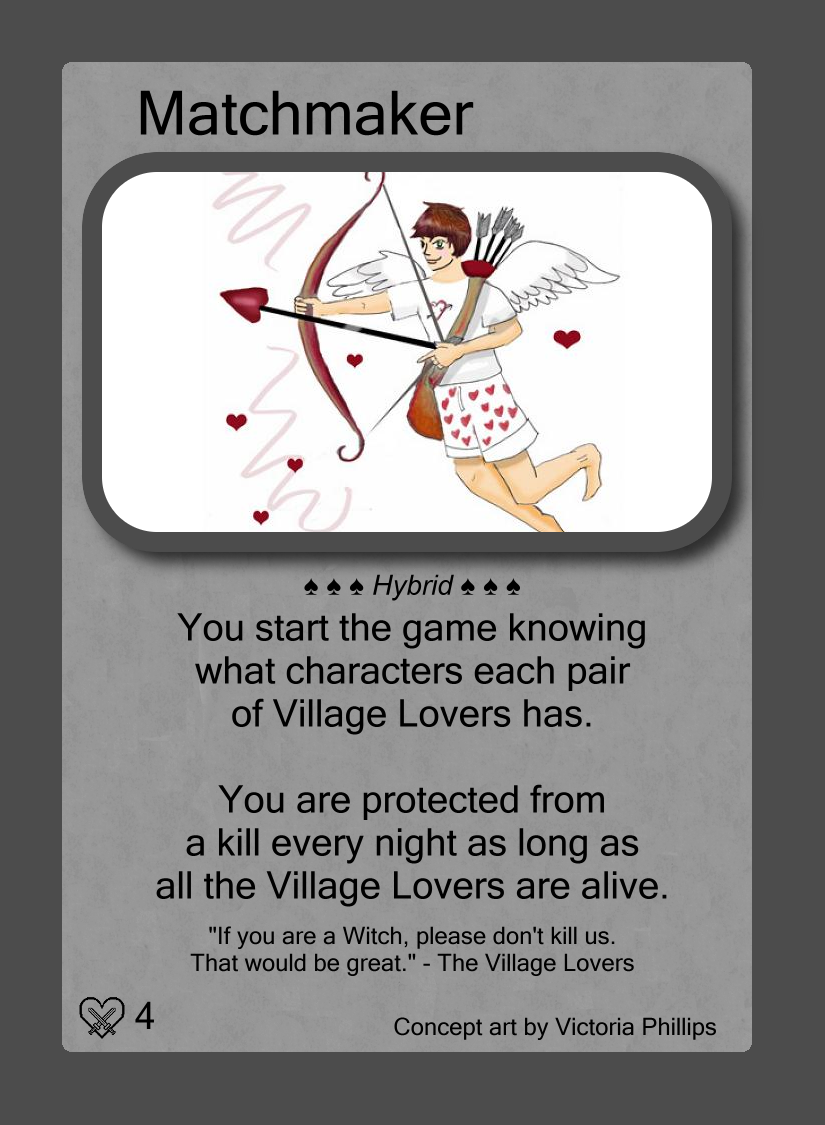 Matchmaker
♠ ♠ ♠ Hybrid ♠ ♠ ♠
You start the game knowing
what characters each pair
of Village Lovers has.
You are protected from
a kill every night as long as
all the Village Lovers are alive.
"If you are a Witch, please don't kill us.
That would be great." - The Village Lovers
4
Concept art by Victoria Phillips